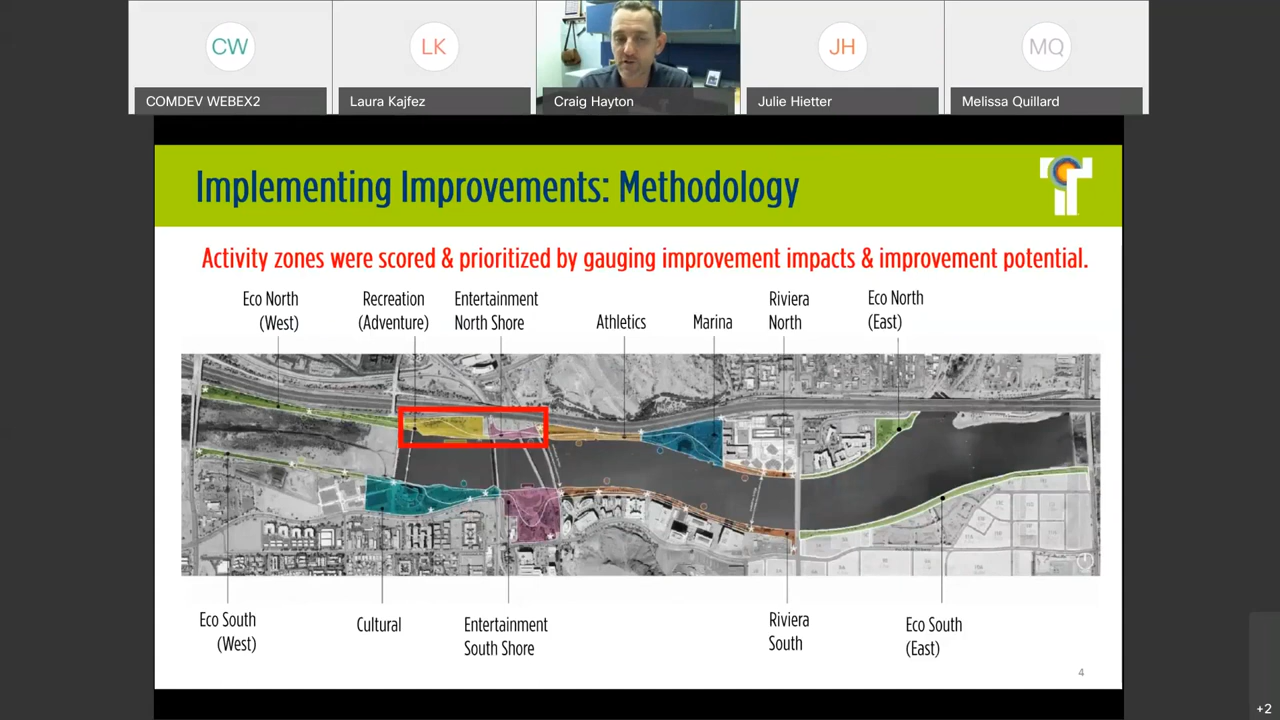 CW
LK
JH
MQ
COMDEV WEBEX2
Laura Kajfez
Craig Hayton
Julie Hietter
Melissa Quillard
Implementing Improvements: Methodology
Activity zones were scored & prioritized by gauging improvement impacts & improvement potential.
Eco North
(West)
Recreation
(Adventure)
Entertainment
North Shore
Athletics
Marina
Riviera
North
Eco North
(East)
Eco South
(West)
Cultural
Entertainment
South Shore
Riviera
South
Eco South
(East)
4
+2